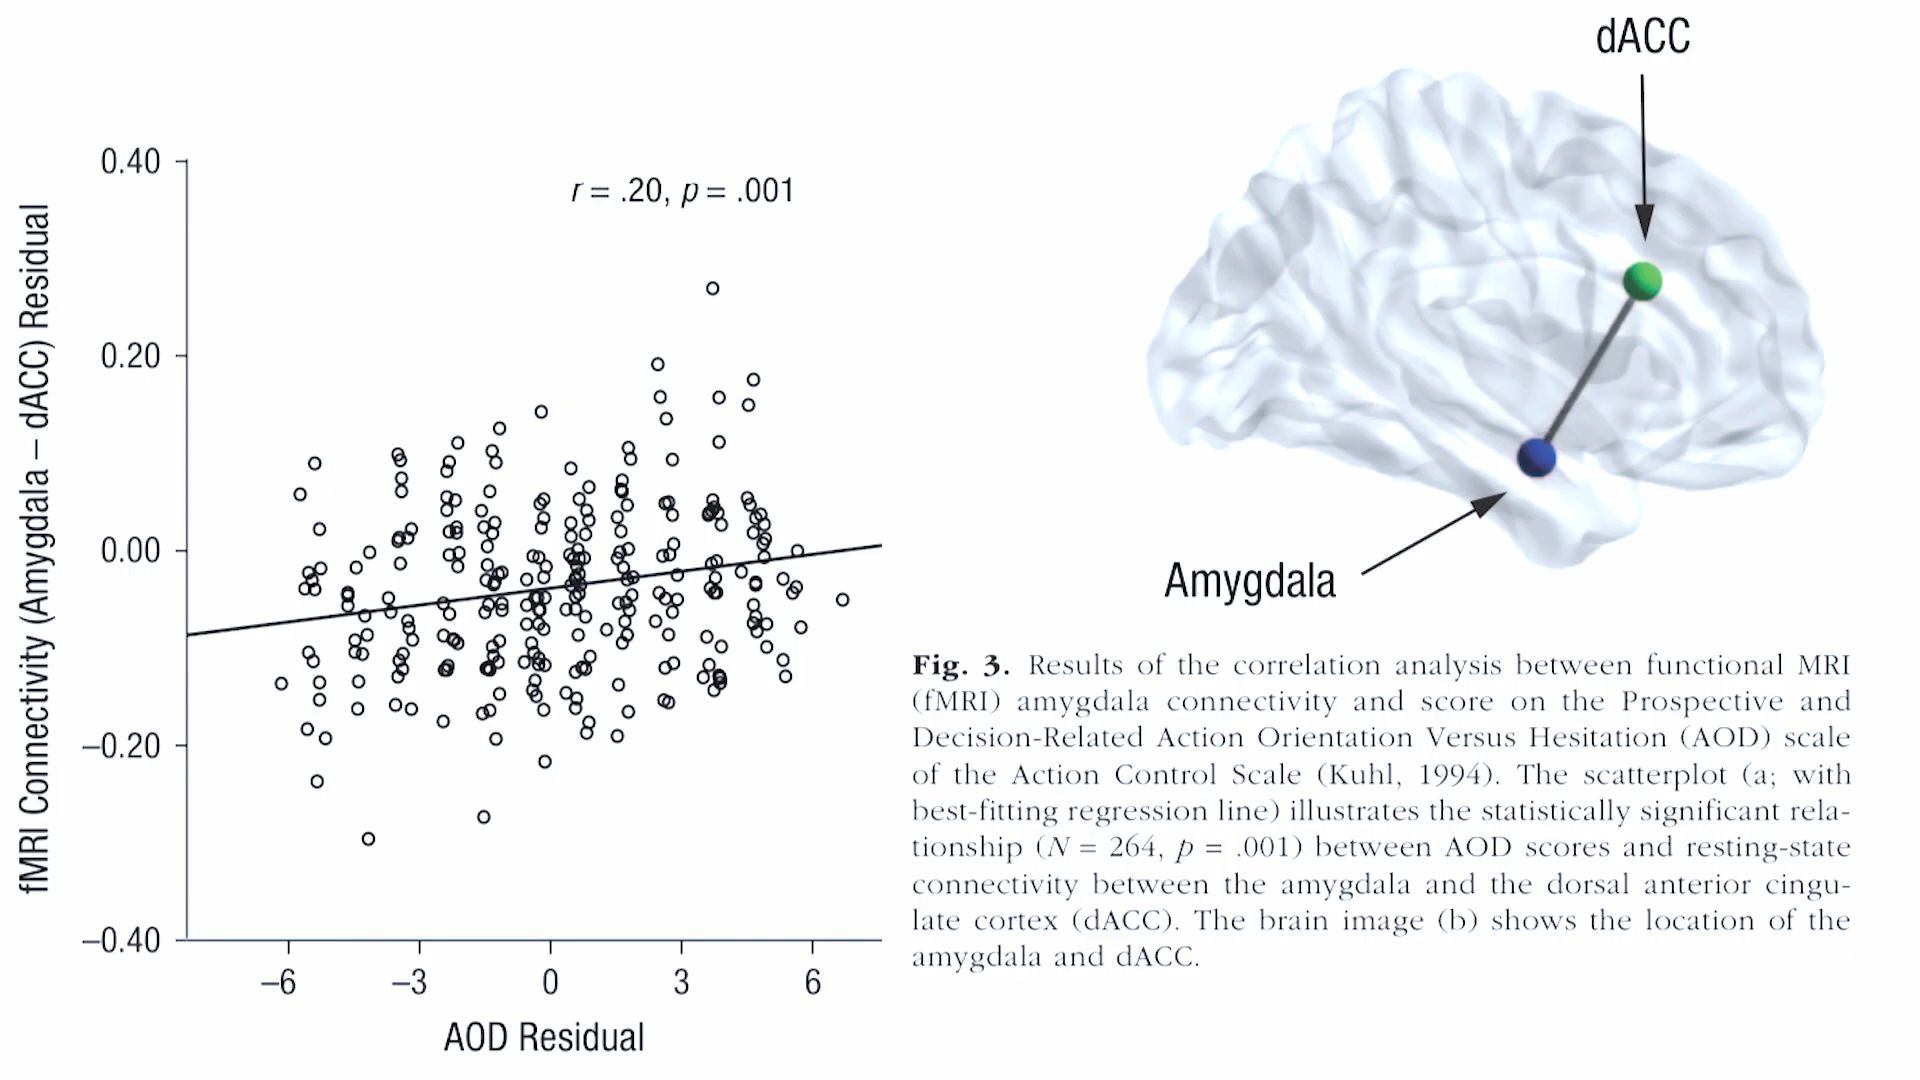 fMRI Connectivity (Amygdala – dACC) Residual
0.40
0.20
0.00
–0.20
–0.40
r = .20, p = .001
–6
–3
0
3
6
AOD Residual
dACC
Amygdala
Fig. 3. Results of the correlation analysis between functional MRI
(fMRI) amygdala connectivity and score on the Prospective and
Decision-Related Action Orientation Versus Hesitation (AOD) scale
of the Action Control Scale (Kuhl, 1994). The scatterplot (a; with
best-fitting regression line) illustrates the statistically significant rela-
tionship (N = 264, p = .001) between AOD scores and resting-state
connectivity between the amygdala and the dorsal anterior cingu-
late cortex (dACC). The brain image (b) shows the location of the
amygdala and dACC.